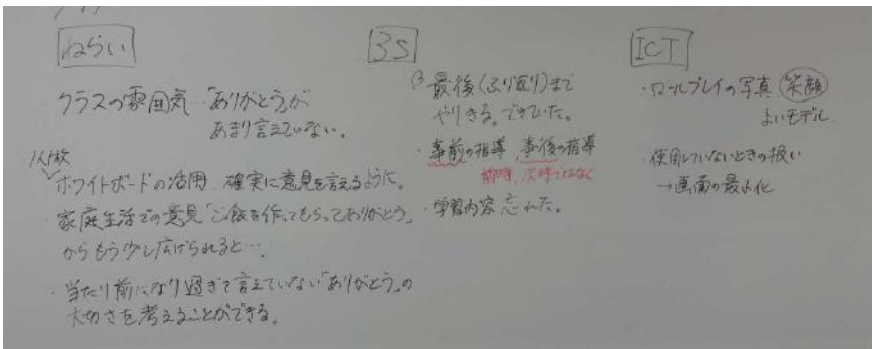 ねらい
クラスの雰囲気…「ありがとう」が
あまり言えていない。
1人1枚
ホワイトボードの活用 確実に意見を言えるように。
・家庭生活での意見「ご飯を作ってもらってありがとう」
からもう少し広げられると…。
・当たり前になり過ぎて言えていない「ありがとう」の
大切さを考えることができる。
3S
最後(ふり返り)まで
やりきる。できていた。
・事前の指導、事後の指導
前時、次時ではなく
・学習内容 忘れた。
ICT
・ロールプレイの写真 笑顔
よいモデル
・使用していないときの扱い
→画面の最小化